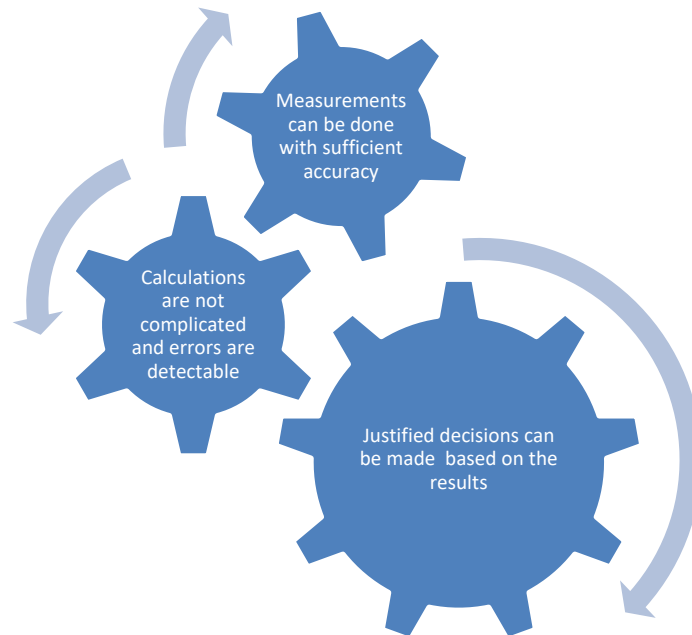 Measurements
can be done
with sufficient
accuracy
Calculations
are not
complicated
and errors are
detectable
Justified decisions can
be made  based on the
results